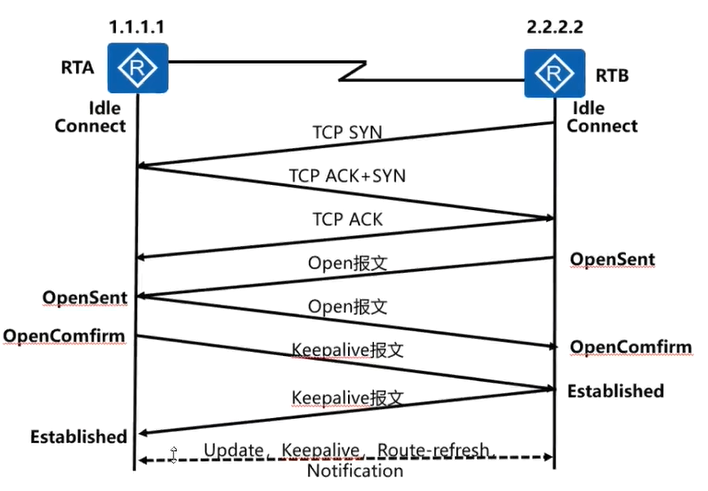 1.1.1.1
2.2.2.2
RTA
R
R
RTB
Idle
Connect
Idle
Connect
TCP SYN
TCP ACK+SYN
TCP ACK
Open报文
OpenSent
OpenSent
Open报文
OpenComfirm
OpenComfirm
Keepalive报文
Established
Keepalive报文
Established
Update、Keepalive、Route-refresh、
Notification